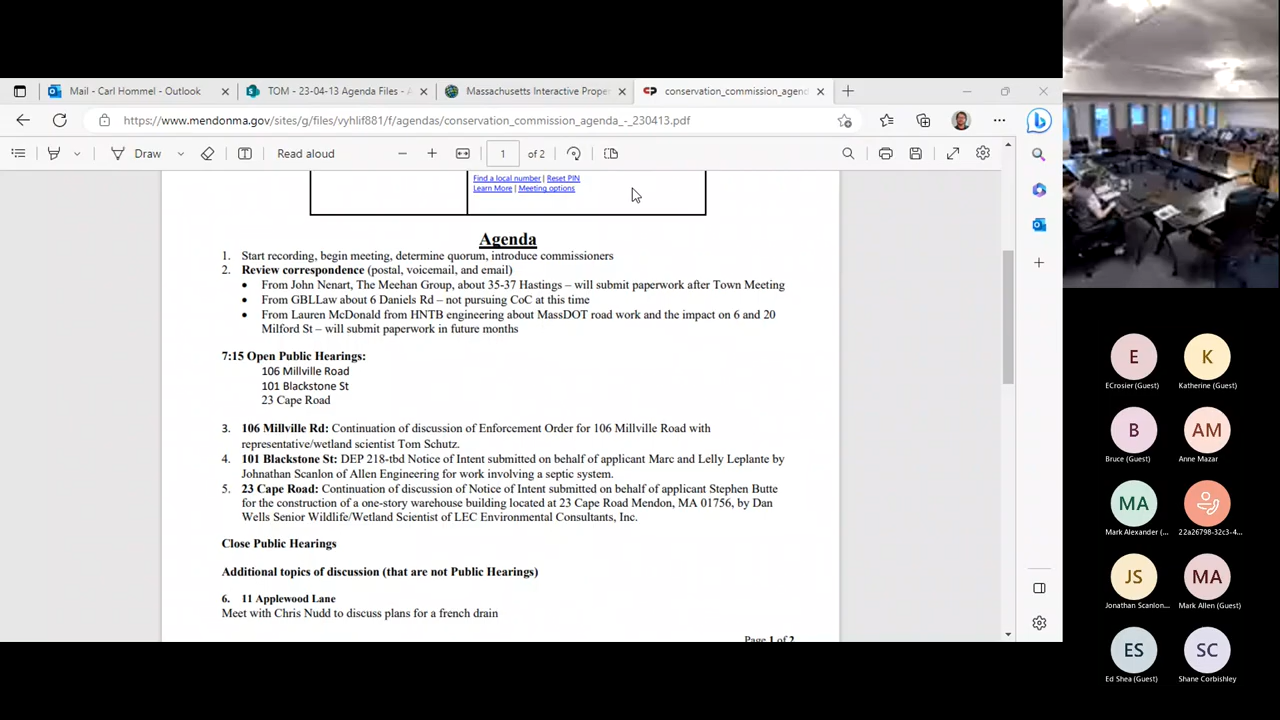 Mail - Carl Hommel - Outlook
TOM - 23-04-13 Agenda Files - A
Massachusetts Interactive Prope
conservation_commission_agend
https://www.mendonma.gov/sites/g/files/vyhlif881/f/agendas/conservation_commission_agenda_-_230413.pdf
Draw
Read aloud
1 of 2
Find a local number | Reset PIN
Learn More | Meeting options
Agenda
1. Start recording, begin meeting, determine quorum, introduce commissioners
2. Review correspondence (postal, voicemail, and email)
• From John Nenart, The Meehan Group, about 35-37 Hastings – will submit paperwork after Town Meeting
• From GBLLaw about 6 Daniels Rd – not pursuing CoC at this time
• From Lauren McDonald from HNTB engineering about MassDOT road work and the impact on 6 and 20
Milford St – will submit paperwork in future months
7:15 Open Public Hearings:
106 Millville Road
101 Blackstone St
23 Cape Road
3. 106 Millville Rd: Continuation of discussion of Enforcement Order for 106 Millville Road with
representative/wetland scientist Tom Schutz.
4. 101 Blackstone St: DEP 218-tbd Notice of Intent submitted on behalf of applicant Marc and Lelly Leplante by
Johnathan Scanlon of Allen Engineering for work involving a septic system.
5. 23 Cape Road: Continuation of discussion of Notice of Intent submitted on behalf of applicant Stephen Butte
for the construction of a one-story warehouse building located at 23 Cape Road Mendon, MA 01756, by Dan
Wells Senior Wildlife/Wetland Scientist of LEC Environmental Consultants, Inc.
Close Public Hearings
Additional topics of discussion (that are not Public Hearings)
6. 11 Applewood Lane
Meet with Chris Nudd to discuss plans for a french drain
Page 1 of 2
E
ECrosier (Guest)
K
Katherine (Guest)
B
Bruce (Guest)
AM
Anne Mazar
MA
Mark Alexander (...
22a26798-32c3-4...
JS
Jonathan Scanlon...
MA
Mark Allen (Guest)
ES
Ed Shea (Guest)
SC
Shane Corbishley